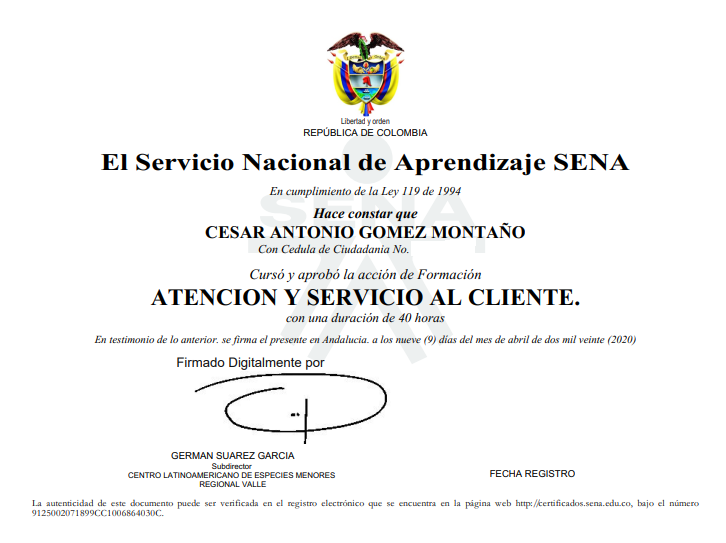 Libertad y orden
REPÚBLICA DE COLOMBIA
El Servicio Nacional de Aprendizaje SENA
En cumplimiento de la Ley 119 de 1994
SENA
Hace constar que
CESAR ANTONIO GOMEZ MONTAÑO
Con Cedula de Ciudadania No.
Cursó y aprobó la acción de Formación
ATENCION Y SERVICIO AL CLIENTE.
con una duración de 40 horas
En testimonio de lo anterior. se firma el presente en Andalucia. a los nueve (9) días del mes de abril de dos mil veinte (2020)
Firmado Digitalmente por
GERMAN SUAREZ GARCIA
Subdirector
CENTRO LATINOAMERICANO DE ESPECIES MENORES
REGIONAL VALLE
FECHA REGISTRO
La autenticidad de este documento puede ser verificada en el registro electrónico que se encuentra en la página web http://certificados.sena.edu.co, bajo el número
9125002071899CC1006864030C.